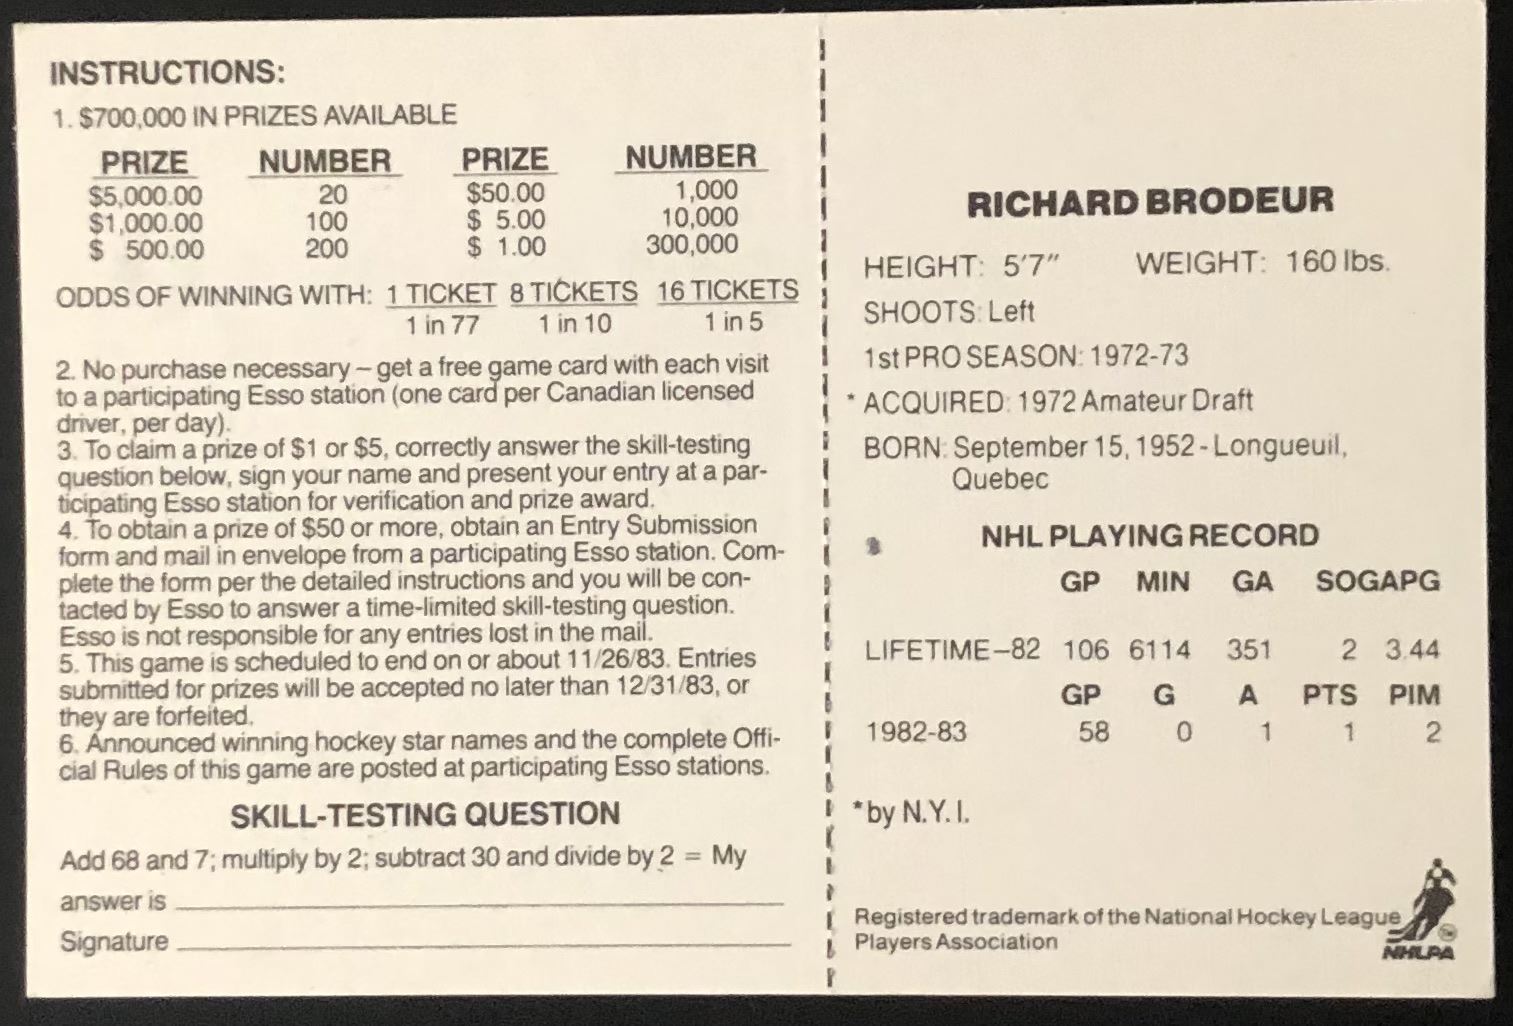 INSTRUCTIONS:
1. $700,000 IN PRIZES AVAILABLE
PRIZE NUMBER PRIZE NUMBER
$5,000.00 20 $50.00 1,000
$1,000.00 100 $ 5.00 10,000
$ 500.00 200 $ 1.00 300,000
ODDS OF WINNING WITH: 1 TICKET 8 TICKETS 16 TICKETS
1 in 77 1 in 10 1 in 5
2. No purchase necessary – get a free game card with each visit
to a participating Esso station (one card per Canadian licensed
driver, per day).
3. To claim a prize of $1 or $5, correctly answer the skill-testing
question below, sign your name and present your entry at a par-
ticipating Esso station for verification and prize award.
4. To obtain a prize of $50 or more, obtain an Entry Submission
form and mail in envelope from a participating Esso station. Com-
plete the form per the detailed instructions and you will be con-
tacted by Esso to answer a time-limited skill-testing question.
Esso is not responsible for any entries lost in the mail.
5. This game is scheduled to end on or about 11/26/83. Entries
submitted for prizes will be accepted no later than 12/31/83, or
they are forfeited.
6. Announced winning hockey star names and the complete Offi-
cial Rules of this game are posted at participating Esso stations.
SKILL-TESTING QUESTION
Add 68 and 7; multiply by 2; subtract 30 and divide by 2 = My
answer is
Signature
RICHARD BRODEUR
HEIGHT: 5'7" WEIGHT: 160 lbs.
SHOOTS: Left
1st PRO SEASON: 1972-73
* ACQUIRED: 1972 Amateur Draft
BORN: September 15, 1952 - Longueuil,
Quebec
NHL PLAYING RECORD
GP MIN GA SOGAPG
LIFETIME–82 106 6114 351 2 3.44
GP G A PTS PIM
1982-83 58 0 1 1 2
*by N.Y.I.
Registered trademark of the National Hockey League
Players Association
NHLPA